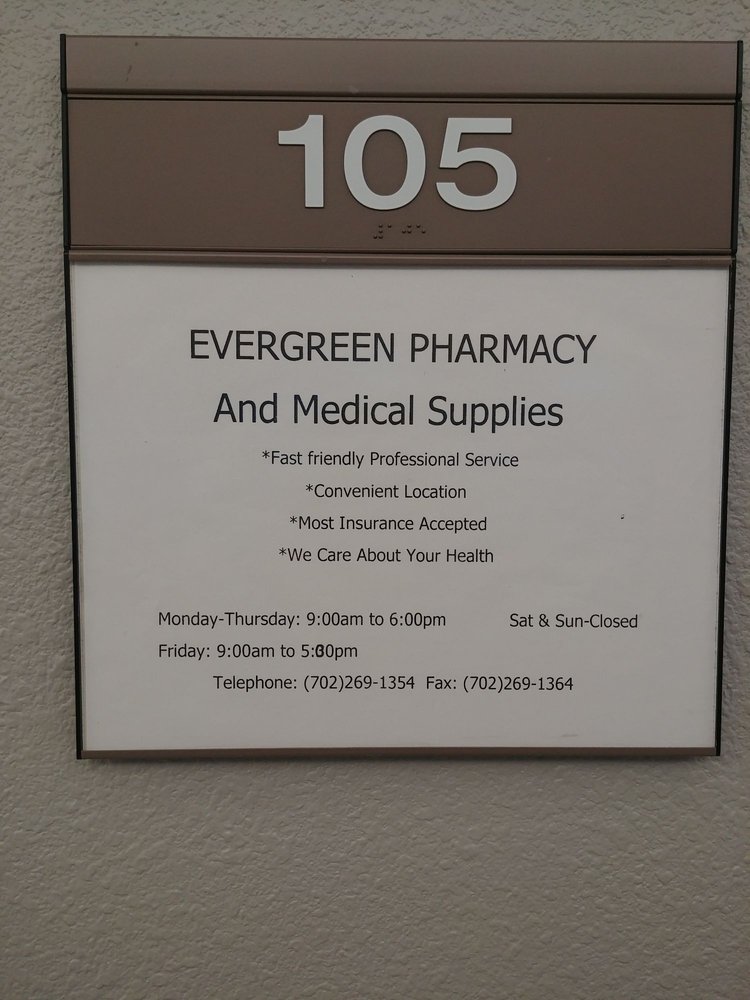 105
EVERGREEN PHARMACY
And Medical Supplies
*Fast friendly Professional Service
*Convenient Location
*Most Insurance Accepted
*We Care About Your Health
Monday-Thursday: 9:00am to 6:00pm Sat & Sun-Closed
Friday: 9:00am to 5:00pm
Telephone: (702)269-1354 Fax: (702)269-1364